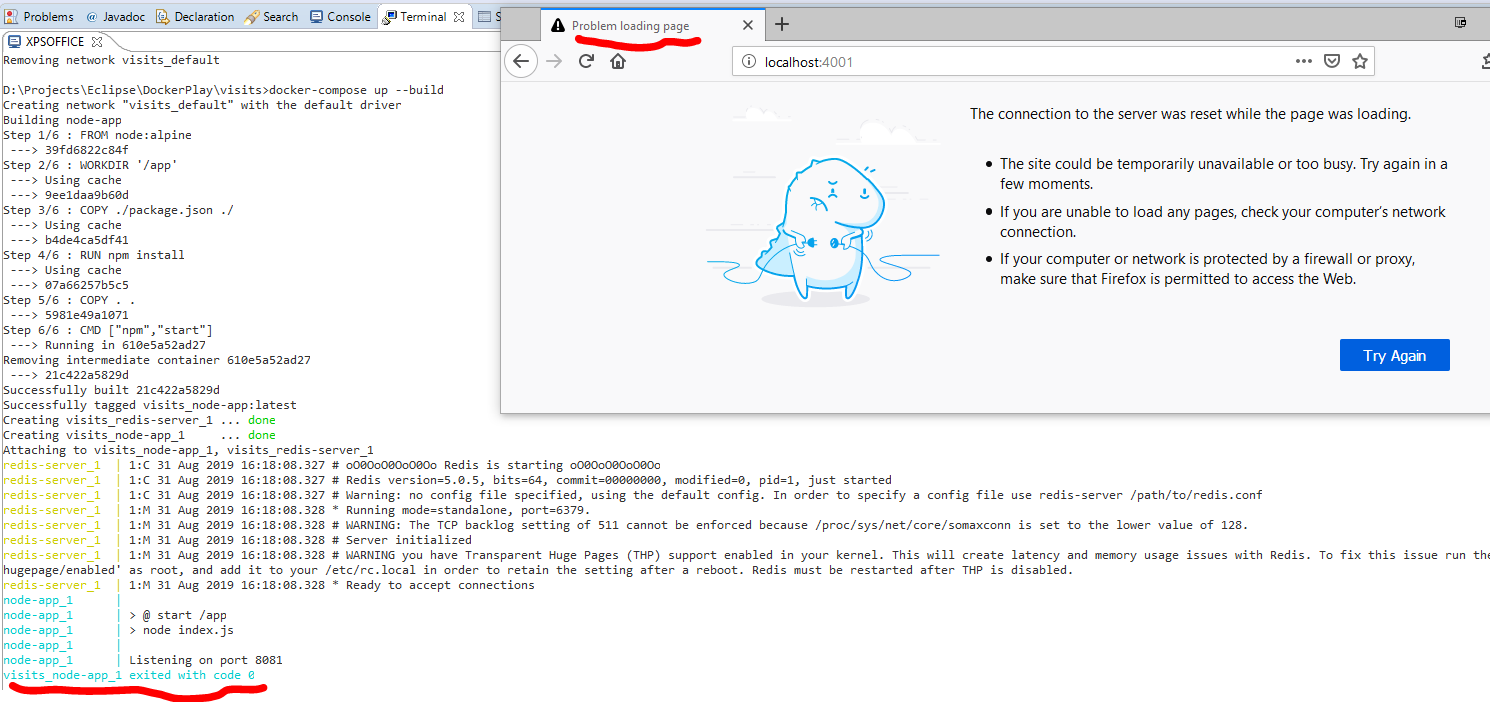 Problems @ Javadoc Declaration Search Console Terminal S
XPSOFFICE
Removing network visits_default
D:\Projects\Eclipse\DockerPlay\visits>docker-compose up --build
Creating network "visits_default" with the default driver
Building node-app
Step 1/6 : FROM node:alpine
---> 39fd6822c84f
Step 2/6 : WORKDIR '/app'
---> Using cache
---> 9ee1daa9b60d
Step 3/6 : COPY ./package.json ./
---> Using cache
---> b4de4ca5df41
Step 4/6 : RUN npm install
---> Using cache
---> 07a66257b5c5
Step 5/6 : COPY . .
---> 5981e49a1071
Step 6/6 : CMD ["npm","start"]
---> Running in 610e5a52ad27
Removing intermediate container 610e5a52ad27
---> 21c422a5829d
Successfully built 21c422a5829d
Successfully tagged visits_node-app:latest
Creating visits_redis-server_1 ... done
Creating visits_node-app_1     ... done
Attaching to visits_node-app_1, visits_redis-server_1
redis-server_1  | 1:C 31 Aug 2019 16:18:08.327 # oO0OoO0OoO0Oo Redis is starting oO0OoO0OoO0Oo
redis-server_1  | 1:C 31 Aug 2019 16:18:08.327 # Redis version=5.0.5, bits=64, commit=00000000, modified=0, pid=1, just started
redis-server_1  | 1:C 31 Aug 2019 16:18:08.327 # Warning: no config file specified, using the default config. In order to specify a config file use redis-server /path/to/redis.conf
redis-server_1  | 1:M 31 Aug 2019 16:18:08.328 * Running mode=standalone, port=6379.
redis-server_1  | 1:M 31 Aug 2019 16:18:08.328 # WARNING: The TCP backlog setting of 511 cannot be enforced because /proc/sys/net/core/somaxconn is set to the lower value of 128.
redis-server_1  | 1:M 31 Aug 2019 16:18:08.328 # Server initialized
redis-server_1  | 1:M 31 Aug 2019 16:18:08.328 # WARNING you have Transparent Huge Pages (THP) support enabled in your kernel. This will create latency and memory usage issues with Redis. To fix this issue run the
hugepage/enabled' as root, and add it to your /etc/rc.local in order to retain the setting after a reboot. Redis must be restarted after THP is disabled.
redis-server_1  | 1:M 31 Aug 2019 16:18:08.328 * Ready to accept connections
node-app_1      |
node-app_1      | > @ start /app
node-app_1      | > node index.js
node-app_1      |
node-app_1      | Listening on port 8081
visits_node-app_1 exited with code 0
Problem loading page
localhost:4001
The connection to the server was reset while the page was loading.
The site could be temporarily unavailable or too busy. Try again in a
few moments.
If you are unable to load any pages, check your computer's network
connection.
If your computer or network is protected by a firewall or proxy,
make sure that Firefox is permitted to access the Web.
Try Again